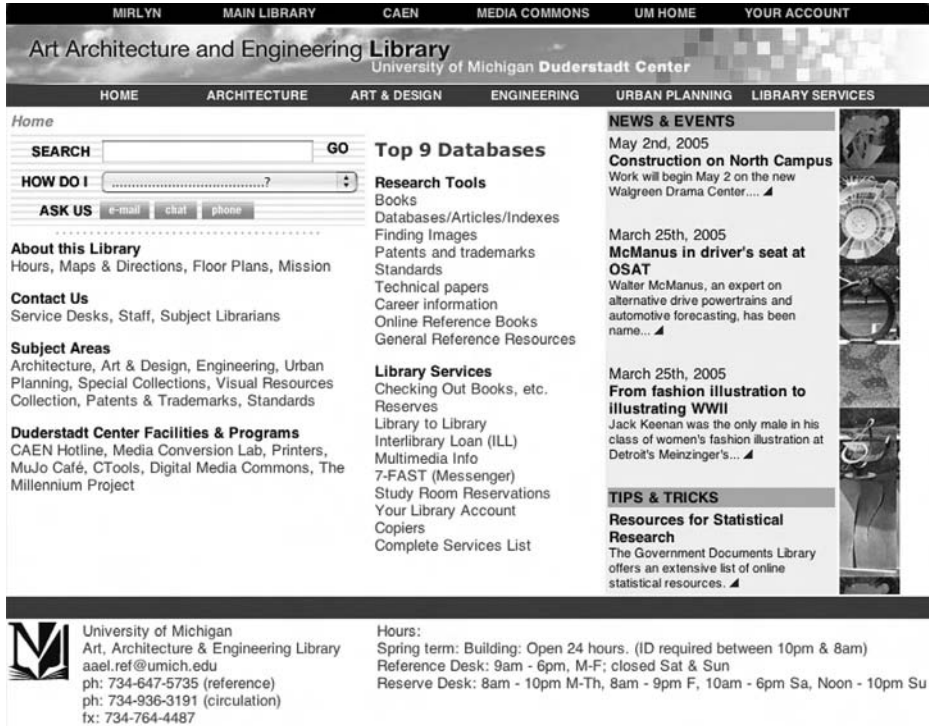 MIRLYN MAIN LIBRARY CAEN MEDIA COMMONS UM HOME YOUR ACCOUNT
Art Architecture and Engineering Library
University of Michigan Duderstadt Center
HOME ARCHITECTURE ART & DESIGN ENGINEERING URBAN PLANNING LIBRARY SERVICES
Home
SEARCH GO
HOW DO I .......................................?
ASK US e-mail chat phone
About this Library
Hours, Maps & Directions, Floor Plans, Mission
Contact Us
Service Desks, Staff, Subject Librarians
Subject Areas
Architecture, Art & Design, Engineering, Urban
Planning, Special Collections, Visual Resources
Collection, Patents & Trademarks, Standards
Duderstadt Center Facilities & Programs
CAEN Hotline, Media Conversion Lab, Printers,
MuJo Café, CTools, Digital Media Commons, The
Millennium Project
Top 9 Databases
Research Tools
Books
Databases/Articles/Indexes
Finding Images
Patents and trademarks
Standards
Technical papers
Career information
Online Reference Books
General Reference Resources
Library Services
Checking Out Books, etc.
Reserves
Library to Library
Interlibrary Loan (ILL)
Multimedia Info
7-FAST (Messenger)
Study Room Reservations
Your Library Account
Copiers
Complete Services List
NEWS & EVENTS
May 2nd, 2005
Construction on North Campus
Work will begin May 2 on the new
Walgreen Drama Center....
March 25th, 2005
McManus in driver's seat at
OSAT
Walter McManus, an expert on
alternative drive powertrains and
automotive forecasting, has been
name...
March 25th, 2005
From fashion illustration to
illustrating WWII
Jack Keenan was the only male in his
class of women's fashion illustration at
Detroit's Meinzinger's...
TIPS & TRICKS
Resources for Statistical
Research
The Government Documents Library
offers an extensive list of online
statistical resources.
University of Michigan
Art, Architecture & Engineering Library
aael.ref@umich.edu
ph: 734-647-5735 (reference)
ph: 734-936-3191 (circulation)
fx: 734-764-4487
Hours:
Spring term: Building: Open 24 hours. (ID required between 10pm & 8am)
Reference Desk: 9am - 6pm, M-F; closed Sat & Sun
Reserve Desk: 8am - 10pm M-Th, 8am - 9pm F, 10am - 6pm Sa, Noon - 10pm Su